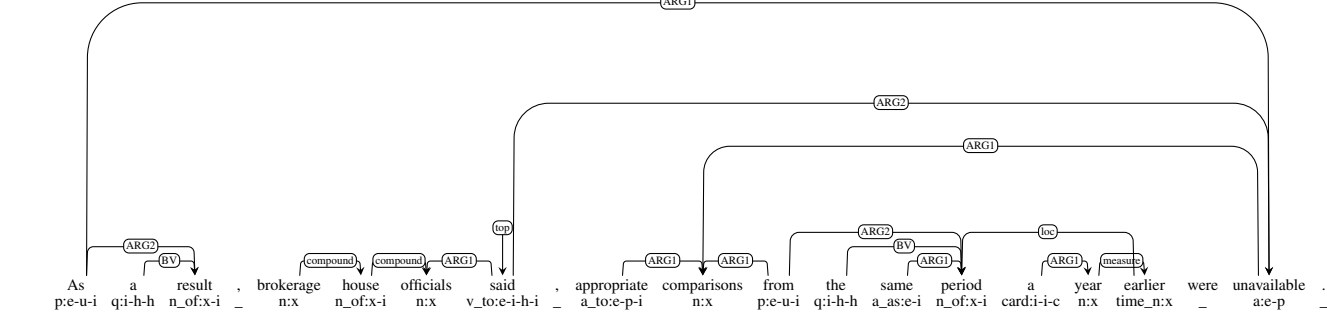 ARG1
ARG2
ARG1
top
ARG2 loc
ARG2 BV
BV compound compound ARG1 ARG1 ARG1 ARG1 ARG1 measure
As a result , brokerage house officials said , appropriate comparisons from the same period a year earlier were unavailable .
p:e-u-i q:i-h-h n_of:x-i _ n:x n_of:x-i n:x v_to:e-i-h-i _ a_to:e-p-i n:x p:e-u-i q:i-h-h a_as:e-i n_of:x-i card:i-i-c n:x time_n:x _ a:e-p _